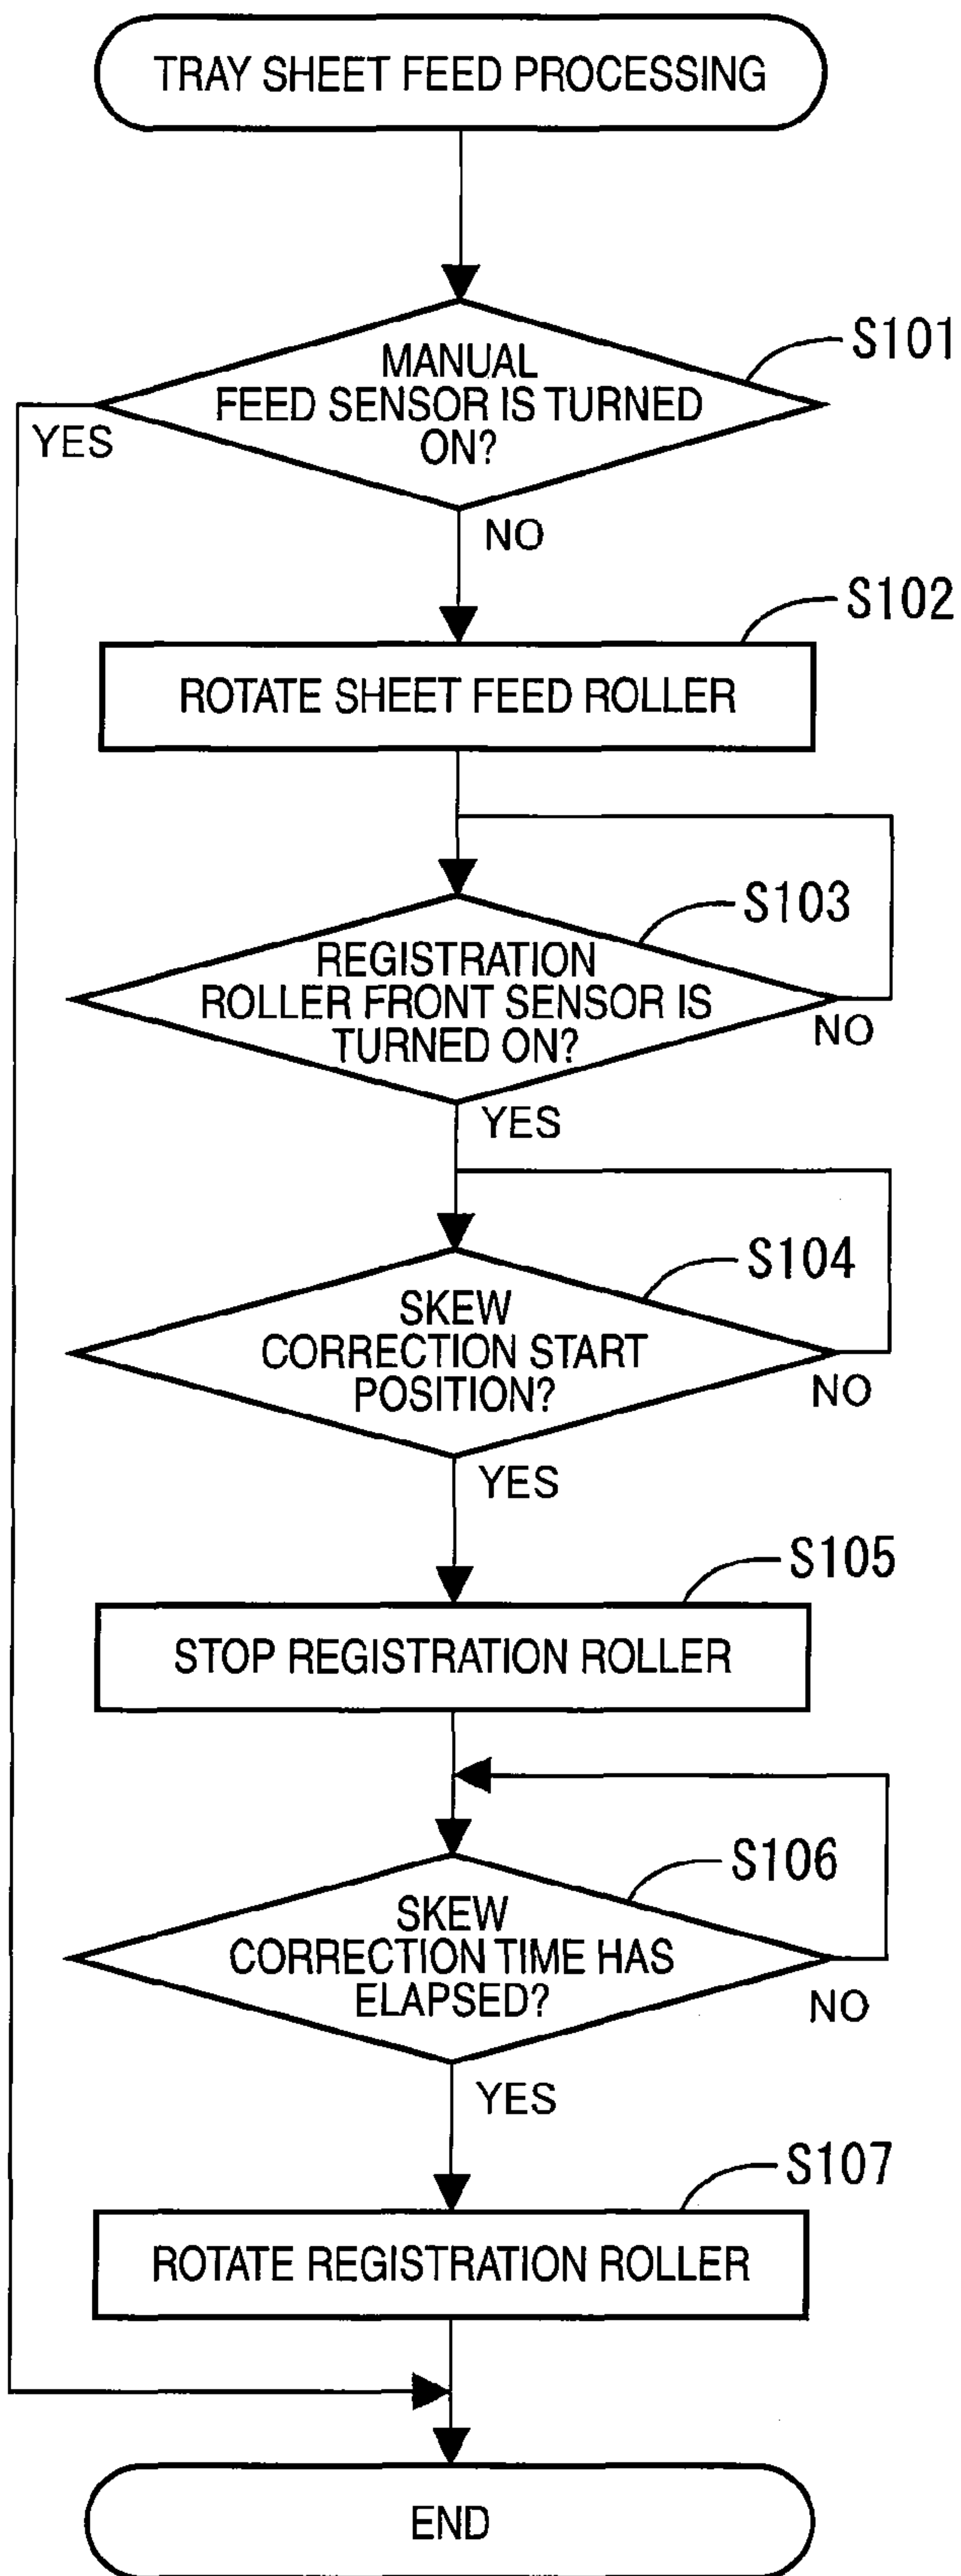 TRAY SHEET FEED PROCESSING
S101
MANUAL
FEED SENSOR IS TURNED
ON?
YES
NO
S102
ROTATE SHEET FEED ROLLER
S103
REGISTRATION
ROLLER FRONT SENSOR IS
TURNED ON?
NO
YES
S104
SKEW
CORRECTION START
POSITION?
NO
YES
S105
STOP REGISTRATION ROLLER
S106
SKEW
CORRECTION TIME HAS
ELAPSED?
NO
YES
S107
ROTATE REGISTRATION ROLLER
END